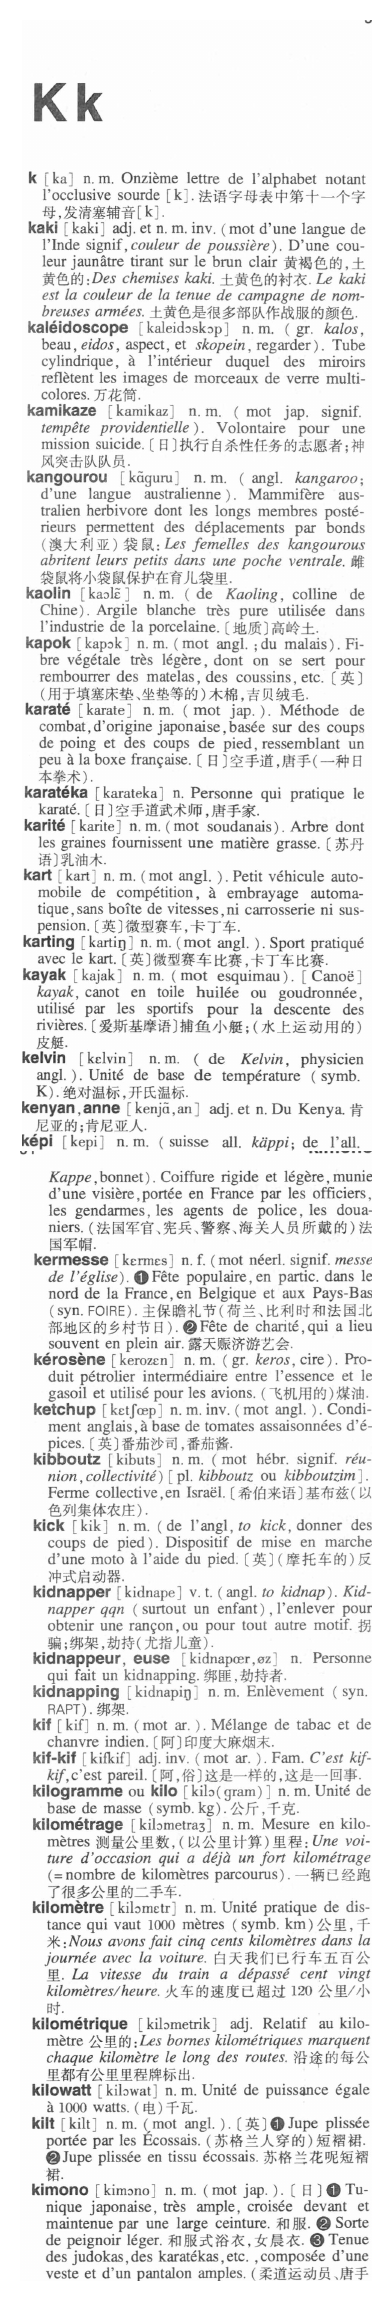 Kk
k [ka] n. m. Onzième lettre de l'alphabet notant
l'occlusive sourde [k]. 法语字母表中第十一个字
母,发清塞辅音[k].
kaki [kaki] adj. et n. m. inv. (mot d'une langue de
l'Inde signif, couleur de poussière). D'une cou-
leur jaunâtre tirant sur le brun clair 黄褐色的,土
黄色的:Des chemises kaki. 土黄色的衬衣. Le kaki
est la couleur de la tenue de campagne de nom-
breuses armées. 土黄色是很多部队作战服的颜色.
kaléidoscope [kaleidɔskɔp] n. m. ( gr. kalos,
beau, eidos, aspect, et skopein, regarder). Tube
cylindrique, à l'intérieur duquel des miroirs
reflètent les images de morceaux de verre multi-
colores. 万花筒.
kamikaze [kamikaz] n. m. ( mot jap. signif.
tempête providentielle ). Volontaire pour une
mission suicide. 〔日〕执行自杀性任务的志愿者;神
风突击队队员.
kangourou [kɑ̃guru] n. m. ( angl. kangaroo;
d'une langue australienne ). Mammifère aus-
tralien herbivore dont les longs membres posté-
rieurs permettent des déplacements par bonds
(澳大利亚) 袋鼠: Les femelles des kangourous
abritent leurs petits dans une poche ventrale. 雌
袋鼠将小袋鼠保护在育儿袋里.
kaolin [kaɔlɛ̃] n. m. ( de Kaoling, colline de
Chine). Argile blanche très pure utilisée dans
l'industrie de la porcelaine. 〔地质〕高岭土.
kapok [kapɔk] n. m. (mot angl. ; du malais). Fi-
bre végétale très légère, dont on se sert pour
rembourrer des matelas, des coussins, etc. 〔英〕
(用于填塞床垫、坐垫等的)木棉,吉贝绒毛.
karaté [karate] n. m. ( mot jap. ). Méthode de
combat,d'origine japonaise,basée sur des coups
de poing et des coups de pied, ressemblant un
peu à la boxe française. 〔日〕空手道,唐手(一种日
本拳术).
karatéka [karateka] n. Personne qui pratique le
karaté. 〔日〕空手道武术师,唐手家.
karité [karite] n. m. (mot soudanais). Arbre dont
les graines fournissent une matière grasse. 〔苏丹
语〕乳油木.
kart [kart] n. m. (mot angl. ). Petit véhicule auto-
mobile de compétition, à embrayage automa-
tique,sans boîte de vitesses,ni carrosserie ni sus-
pension. 〔英〕微型赛车,卡丁车.
karting [kartiŋ] n. m. (mot angl. ). Sport pratiqué
avec le kart. 〔英〕微型赛车比赛,卡丁车比赛.
kayak [kajak] n. m. ( mot esquimau). [ Canoë]
kayak, canot en toile huilée ou goudronnée,
utilisé par les sportifs pour la descente des
rivières. 〔爱斯基摩语〕捕鱼小艇;(水上运动用的)
皮艇.
kelvin [kɛlvin] n. m. ( de Kelvin, physicien
angl. ). Unité de base de température ( symb.
K). 绝对温标,开氏温标.
kenyan,anne [kenjɑ̃,an] adj. et n. Du Kenya. 肯
尼亚的;肯尼亚人.
képi [kepi] n. m. ( suisse all. käppi; de l'all.
Kappe,bonnet). Coiffure rigide et légère,munie
d'une visière,portée en France par les officiers,
les gendarmes, les agents de police, les doua-
niers. (法国军官、宪兵、警察、海关人员所戴的)法
国军帽.
kermesse [kɛrmɛs] n. f. (mot néerl. signif. messe
de l'église). ❶Fête populaire, en partic. dans le
nord de la France, en Belgique et aux Pays-Bas
(syn. FOIRE). 主保瞻礼节(荷兰、比利时和法国北
部地区的乡村节日). ❷Fête de charité,qui a lieu
souvent en plein air. 露天赈济游艺会.
kérosène [kerozɛn] n. m. ( gr. keros, cire). Pro-
duit pétrolier intermédiaire entre l'essence et le
gasoil et utilisé pour les avions. (飞机用的)煤油.
ketchup [kɛtʃœp] n. m. inv. ( mot angl. ). Condi-
ment anglais,à base de tomates assaisonnées d'é-
pices. 〔英〕番茄沙司,番茄酱.
kibboutz [kibuts] n. m. ( mot hébr. signif. réu-
nion, collectivité) [ pl. kibboutz ou kibboutzim].
Ferme collective,en Israël. 〔希伯来语〕基布兹(以
色列集体农庄).
kick [kik] n. m. (de l'angl, to kick, donner des
coups de pied). Dispositif de mise en marche
d'une moto à l'aide du pied. 〔英〕(摩托车的)反
冲式启动器.
kidnapper [kidnape] v. t. (angl. to kidnap). Kid-
napper qqn ( surtout un enfant) , l'enlever pour
obtenir une rançon,ou pour tout autre motif. 拐
骗;绑架,劫持(尤指儿童).
kidnappeur, euse [kidnapœr,øz] n. Personne
qui fait un kidnapping. 绑匪,劫持者.
kidnapping [kidnapiŋ] n. m. Enlèvement ( syn.
RAPT). 绑架.
kif [kif] n. m. (mot ar. ). Mélange de tabac et de
chanvre indien. 〔阿〕印度大麻烟末.
kif-kif [kifkif] adj. inv. (mot ar. ). Fam. C'est kif-
kif,c'est pareil. 〔阿,俗〕这是一样的,这是一回事.
kilogramme ou kilo [kilɔ(gram)] n. m. Unité de
base de masse (symb. kg). 公斤,千克.
kilométrage [kilɔmetraʒ] n. m. Mesure en kilo-
mètres 测量公里数,(以公里计算)里程: Une voi-
ture d'occasion qui a déjà un fort kilométrage
(= nombre de kilomètres parcourus). 一辆已经跑
了很多公里的二手车.
kilomètre [kilɔmetr] n. m. Unité pratique de dis-
tance qui vaut 1000 mètres ( symb. km) 公里,千
米:Nous avons fait cinq cents kilomètres dans la
journée avec la voiture. 白天我们已行车五百公
里. La vitesse du train a dépassé cent vingt
kilomètres/heure. 火车的速度已超过 120 公里/小
时.
kilométrique [kilɔmetrik] adj. Relatif au kilo-
mètre 公里的:Les bornes kilométriques marquent
chaque kilomètre le long des routes. 沿途的每公
里都有公里里程牌标出.
kilowatt [kilɔwat] n. m. Unité de puissance égale
à 1000 watts. (电)千瓦.
kilt [kilt] n. m. (mot angl. ). 〔英〕❶Jupe plissée
portée par les Écossais. (苏格兰人穿的)短褶裙.
❷Jupe plissée en tissu écossais. 苏格兰花呢短褶
裙.
kimono [kimɔno] n. m. (mot jap. ). 〔日〕❶ Tu-
nique japonaise, très ample, croisée devant et
maintenue par une large ceinture. 和服. ❷ Sorte
de peignoir léger. 和服式浴衣,女晨衣. ❸ Tenue
des judokas,des karatékas,etc. ,composée d'une
veste et d'un pantalon amples. (柔道运动员、唐手